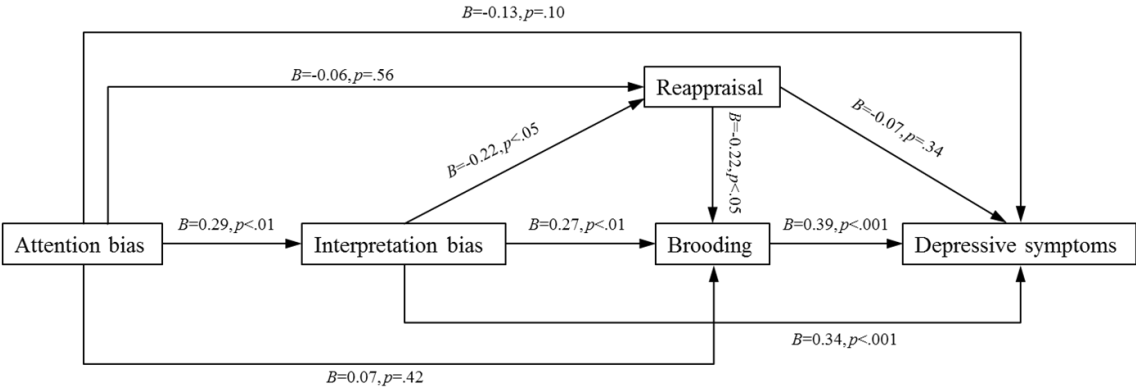 B=-0.13, p=.10
B=-0.06, p=.56
Reappraisal
B=-0.22, p<.05
B=-0.22, p<.05
B=-0.07, p=.34
Attention bias
B=0.29, p<.01
Interpretation bias
B=0.27, p<.01
Brooding
B=0.39, p<.001
Depressive symptoms
B=0.34, p<.001
B=0.07, p=.42